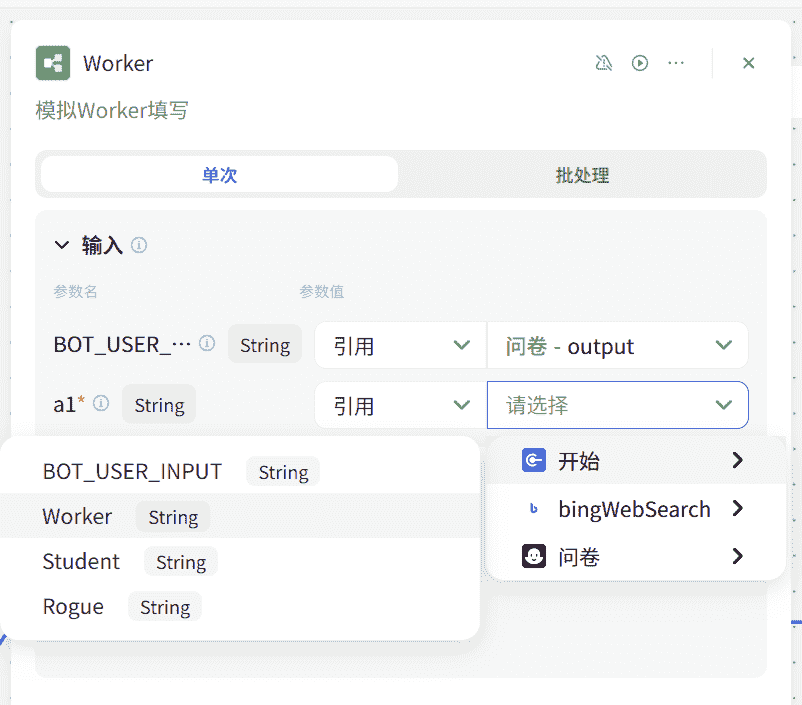 Worker
模拟Worker填写
单次 批处理
输入
参数名 参数值
BOT_USER_··· String 引用 问卷 - output
a1* String 引用 请选择
BOT_USER_INPUT String
Worker String
Student String
Rogue String
开始
bingWebSearch
问卷